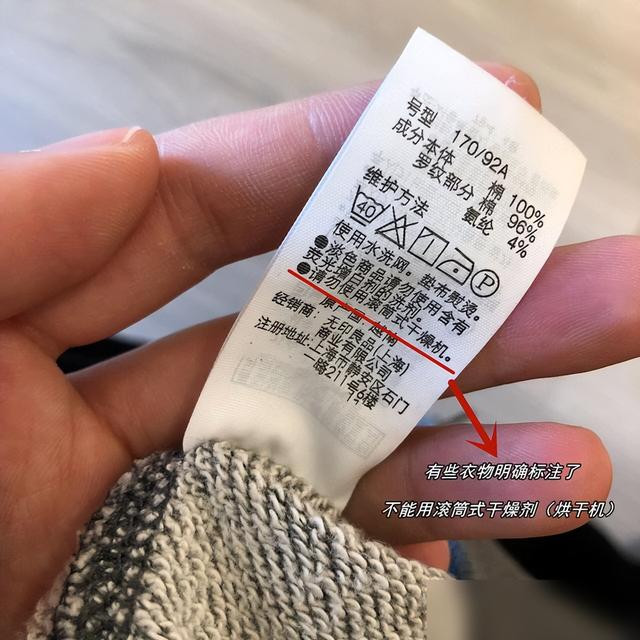 号型 170/92A
成分本体 棉 100%
罗纹部分 棉 96%
氨纶 4%
维护方法
40 P
使用水洗网。垫布熨烫。
●淡色商品请勿使用含有
荧光增白剂的洗剂。
●请勿使用滚筒式干燥机。
原产国：越南
经销商：无印良品(上海)
商业有限公司
注册地址：上海市静安区石门
号6楼
有些衣物明确标注了
不能用滚筒式干燥剂（烘干机）